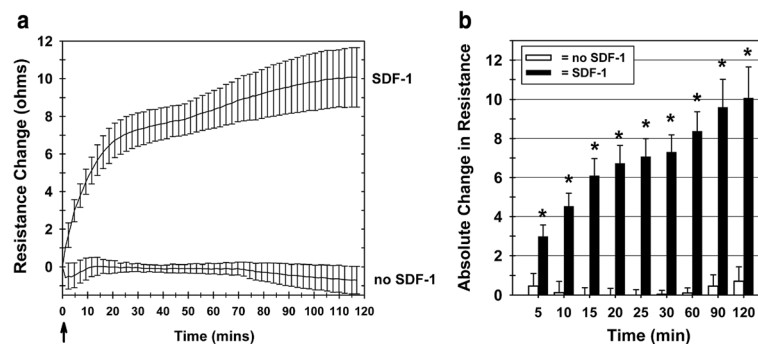 a
Resistance Change (ohms)
12
10
8
6
4
2
0
SDF-1
no SDF-1
0 10 20 30 40 50 60 70 80 90 100 110 120
Time (mins)
b
Absolute Change in Resistance
14
12
10
8
6
4
2
0
= no SDF-1
= SDF-1
* * * * * * * * *
5 10 15 20 25 30 60 90 120
Time (min)